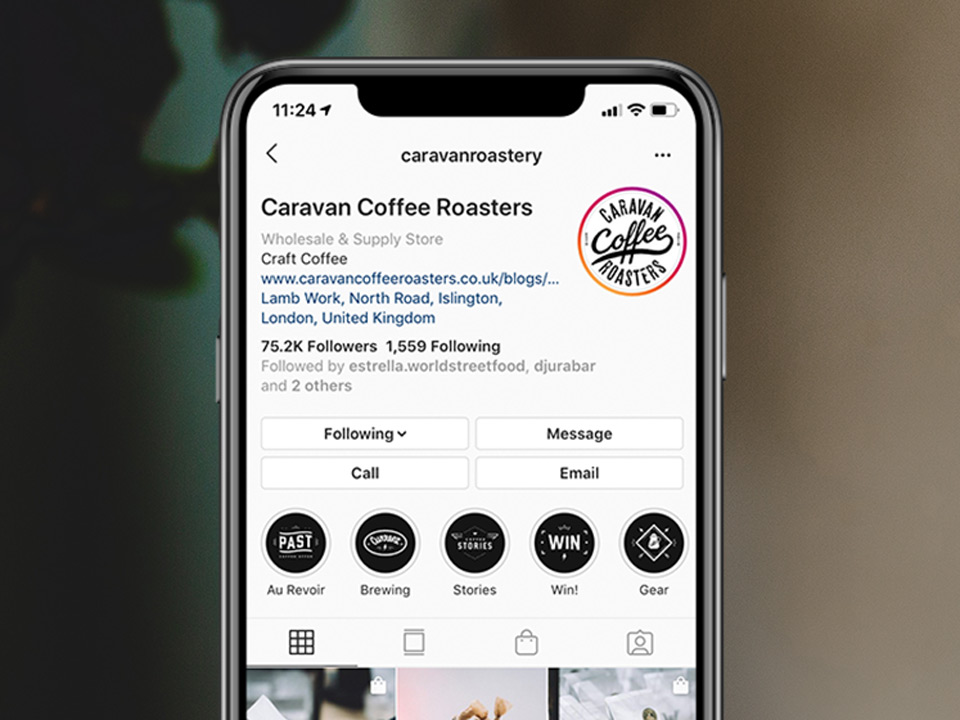 11:24
caravanroastery
Caravan Coffee Roasters
Wholesale & Supply Store
Craft Coffee
www.caravancoffeeroasters.co.uk/blogs/...
Lamb Work, North Road, Islington,
London, United Kingdom
CARAVAN
Coffee
ROASTERS
75.2K Followers 1,559 Following
Followed by estrella.worldstreetfood, djurabar
and 2 others
Following Message
Call Email
PAST
COFFEE
STORIES
WIN
Au Revoir Brewing Stories Win! Gear